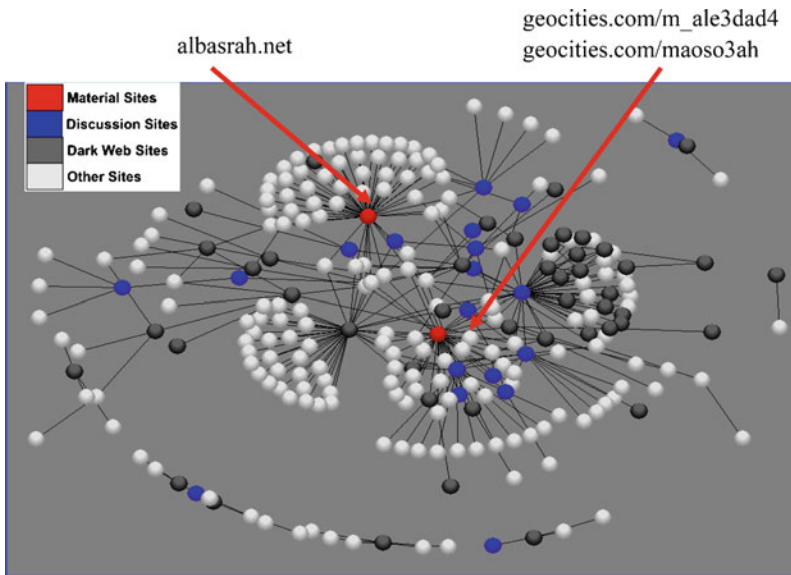 albasrah.net
geocities.com/m_ale3dad4
geocities.com/maoso3ah
Material Sites
Discussion Sites
Dark Web Sites
Other Sites